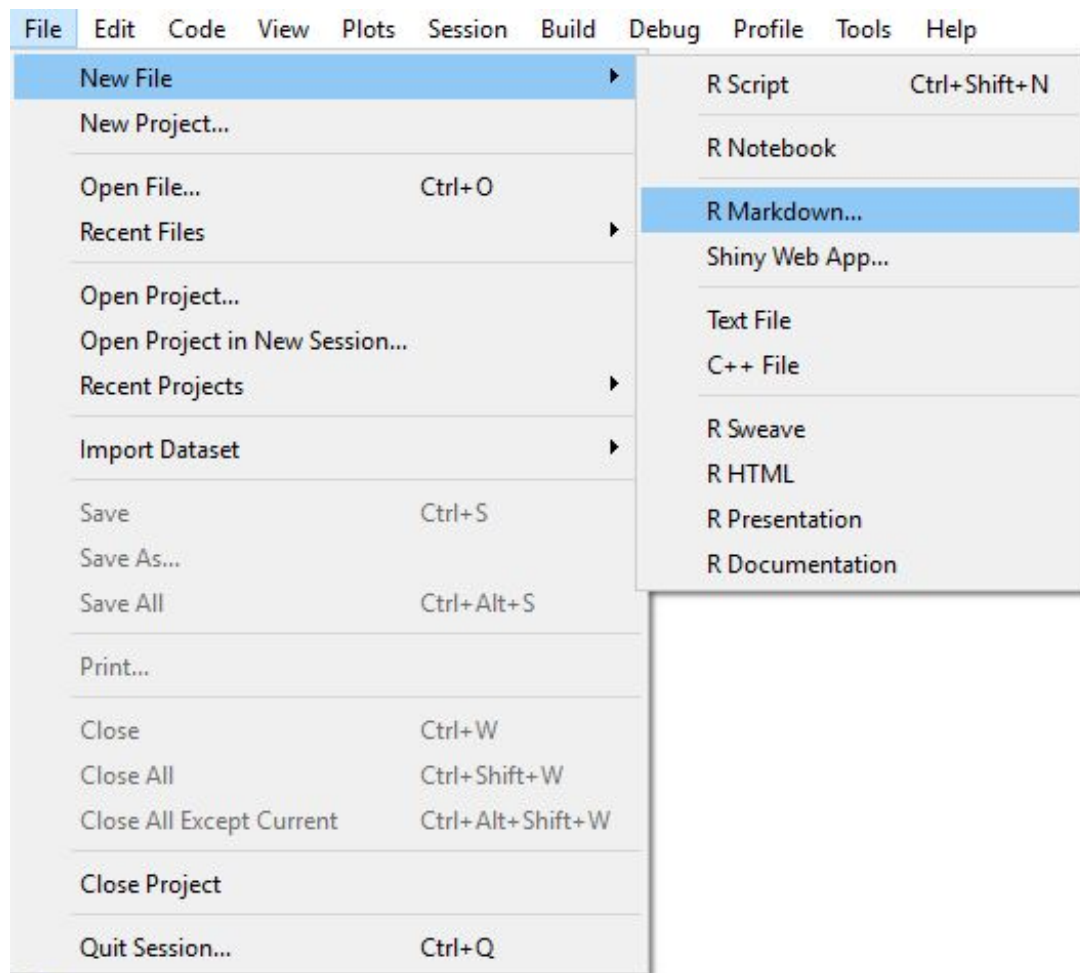 File Edit Code View Plots Session Build Debug Profile Tools Help
New File
New Project...
Open File... Ctrl+O
Recent Files
Open Project...
Open Project in New Session...
Recent Projects
Import Dataset
Save Ctrl+S
Save As...
Save All Ctrl+Alt+S
Print...
Close Ctrl+W
Close All Ctrl+Shift+W
Close All Except Current Ctrl+Alt+Shift+W
Close Project
Quit Session... Ctrl+Q
R Script Ctrl+Shift+N
R Notebook
R Markdown...
Shiny Web App...
Text File
C++ File
R Sweave
R HTML
R Presentation
R Documentation